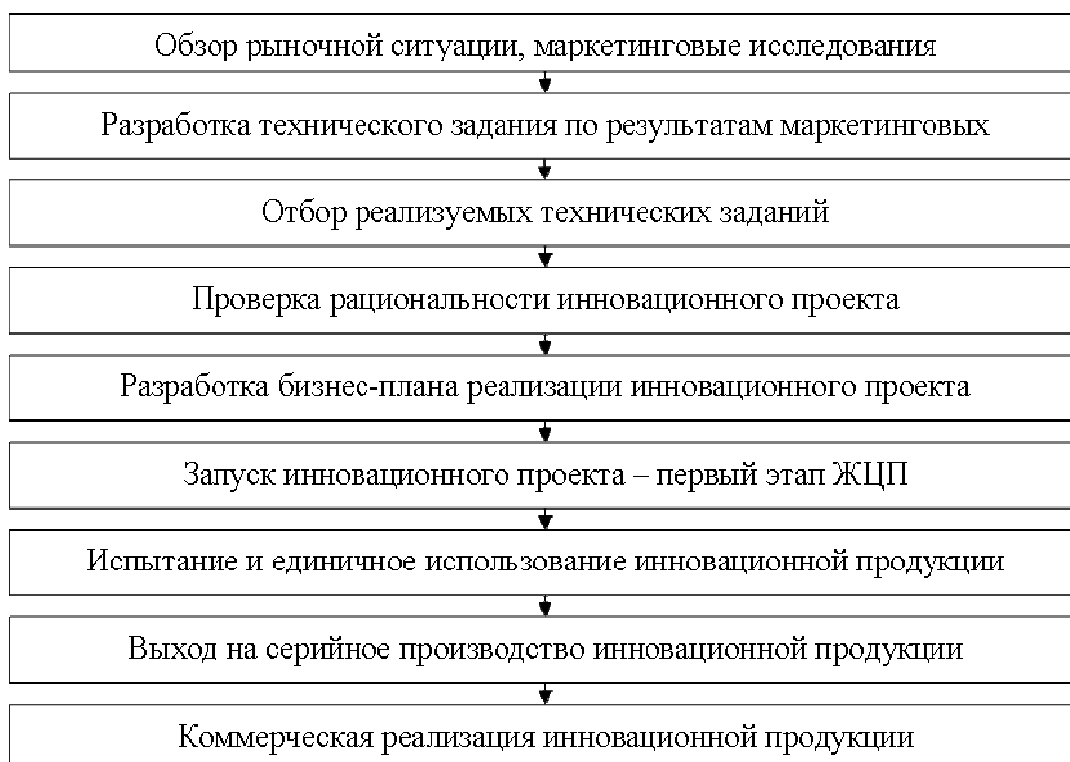 Обзор рыночной ситуации, маркетинговые исследования
Разработка технического задания по результатам маркетинговых
Отбор реализуемых технических заданий
Проверка рациональности инновационного проекта
Разработка бизнес-плана реализации инновационного проекта
Запуск инновационного проекта – первый этап ЖЦП
Испытание и единичное использование инновационной продукции
Выход на серийное производство инновационной продукции
Коммерческая реализация инновационной продукции